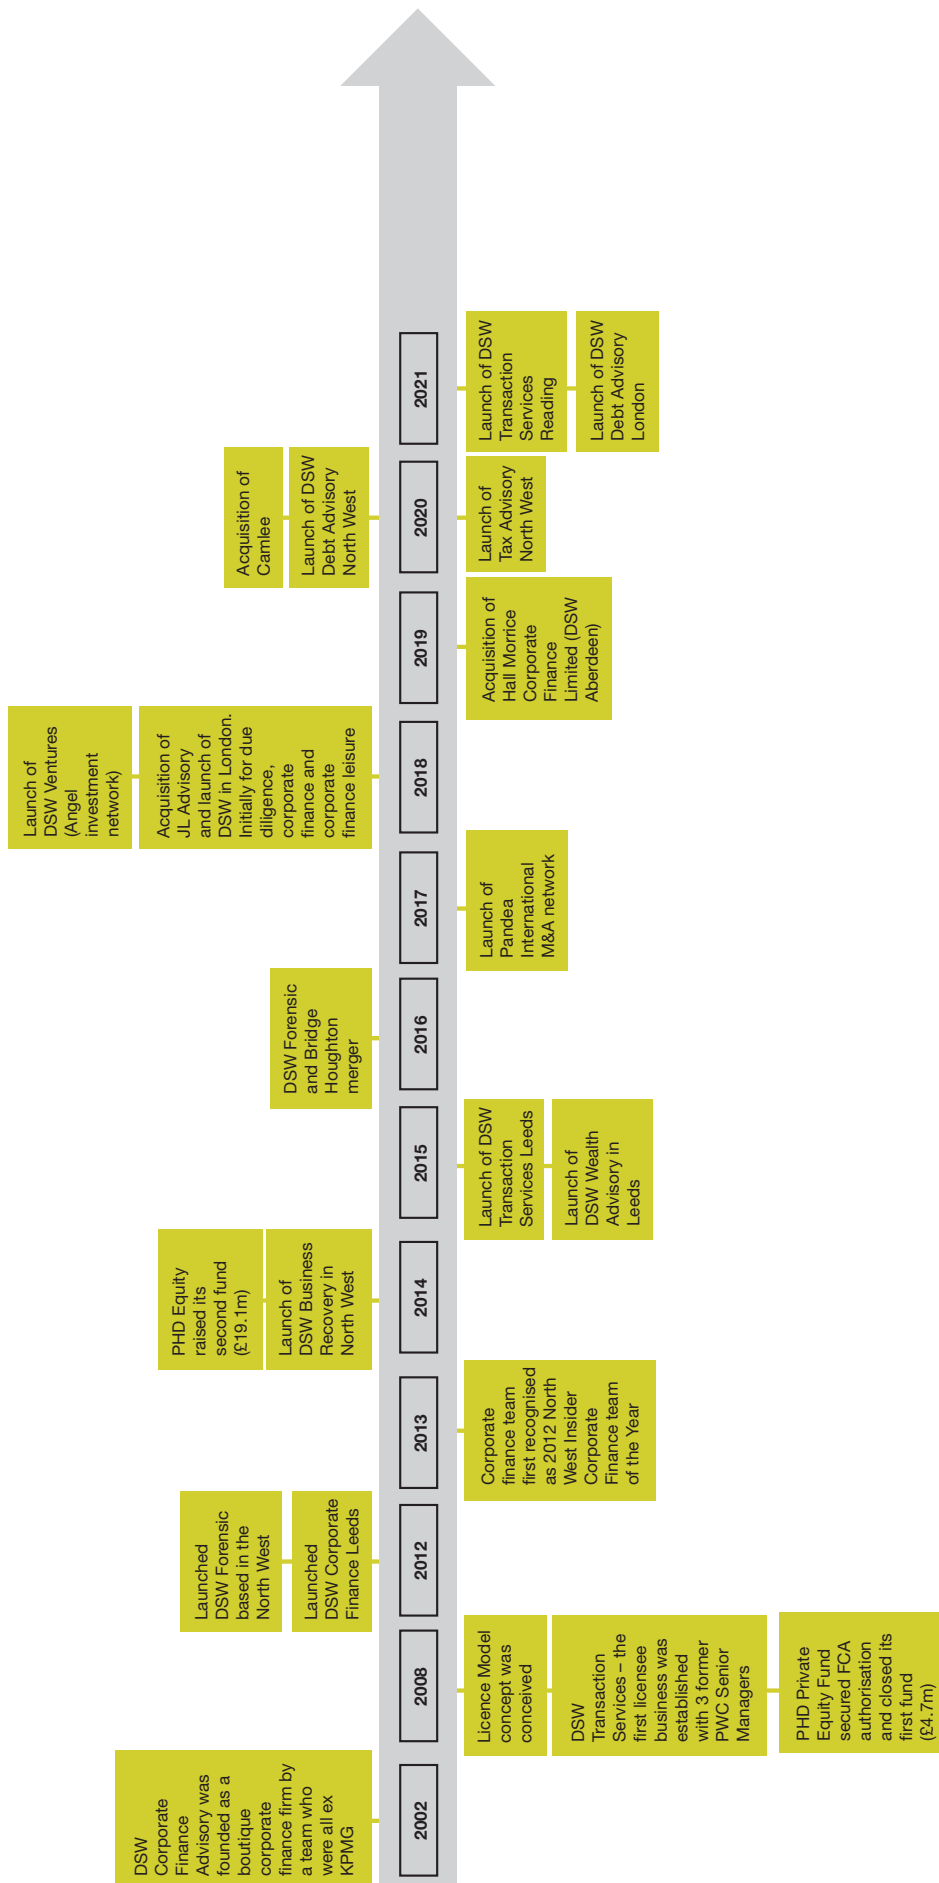 DSW
Corporate
Finance
Advisory was
founded as a
boutique
corporate
finance firm by
a team who
were all ex
KPMG
2002
2008
Licence Model
concept was
conceived
DSW
Transaction
Services – the
first licensee
business was
established
with 3 former
PWC Senior
Managers
PHD Private
Equity Fund
secured FCA
authorisation
and closed its
first fund
(£4.7m)
Launched
DSW Forensic
based in the
North West
Launched
DSW Corporate
Finance Leeds
2012
2013
Corporate
finance team
first recognised
as 2012 North
West Insider
Corporate
Finance team
of the Year
PHD Equity
raised its
second fund
(£19.1m)
Launch of
DSW Business
Recovery in
North West
2014
2015
Launch of DSW
Transaction
Services Leeds
Launch of
DSW Wealth
Advisory in
Leeds
DSW Forensic
and Bridge
Houghton
merger
2016
2017
Launch of
Pandea
International
M&A network
Launch of
DSW Ventures
(Angel
investment
network)
Acquisition of
JL Advisory
and launch of
DSW in London.
Initially for due
diligence,
corporate
finance and
corporate
finance leisure
2018
2019
Acquisition of
Hall Morrice
Corporate
Finance
Limited (DSW
Aberdeen)
Acquisition of
Camlee
Launch of DSW
Debt Advisory
North West
2020
Launch of
Tax Advisory
North West
2021
Launch of DSW
Transaction
Services
Reading
Launch of DSW
Debt Advisory
London